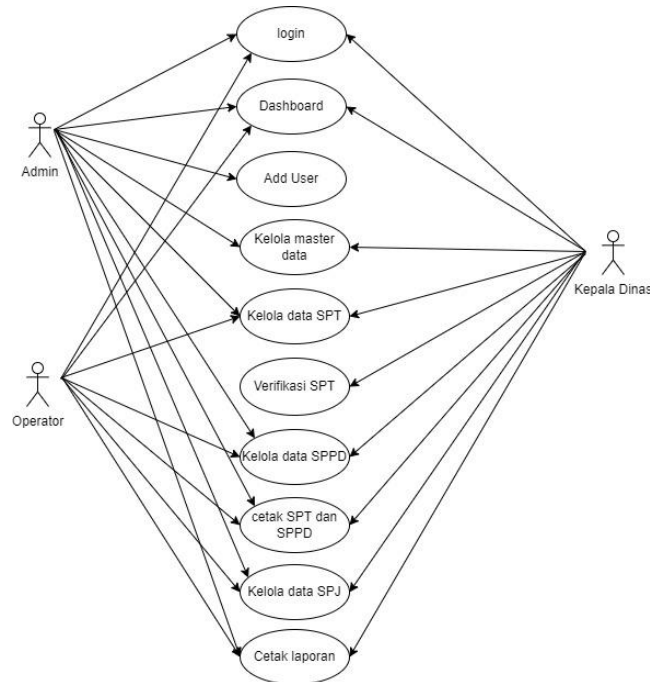 login
Dashboard
Admin
Add User
Kelola master
data
Kepala Dinas
Kelola data SPT
Verifikasi SPT
Operator
Kelola data SPPD
cetak SPT dan
SPPD
Kelola data SPJ
Cetak laporan